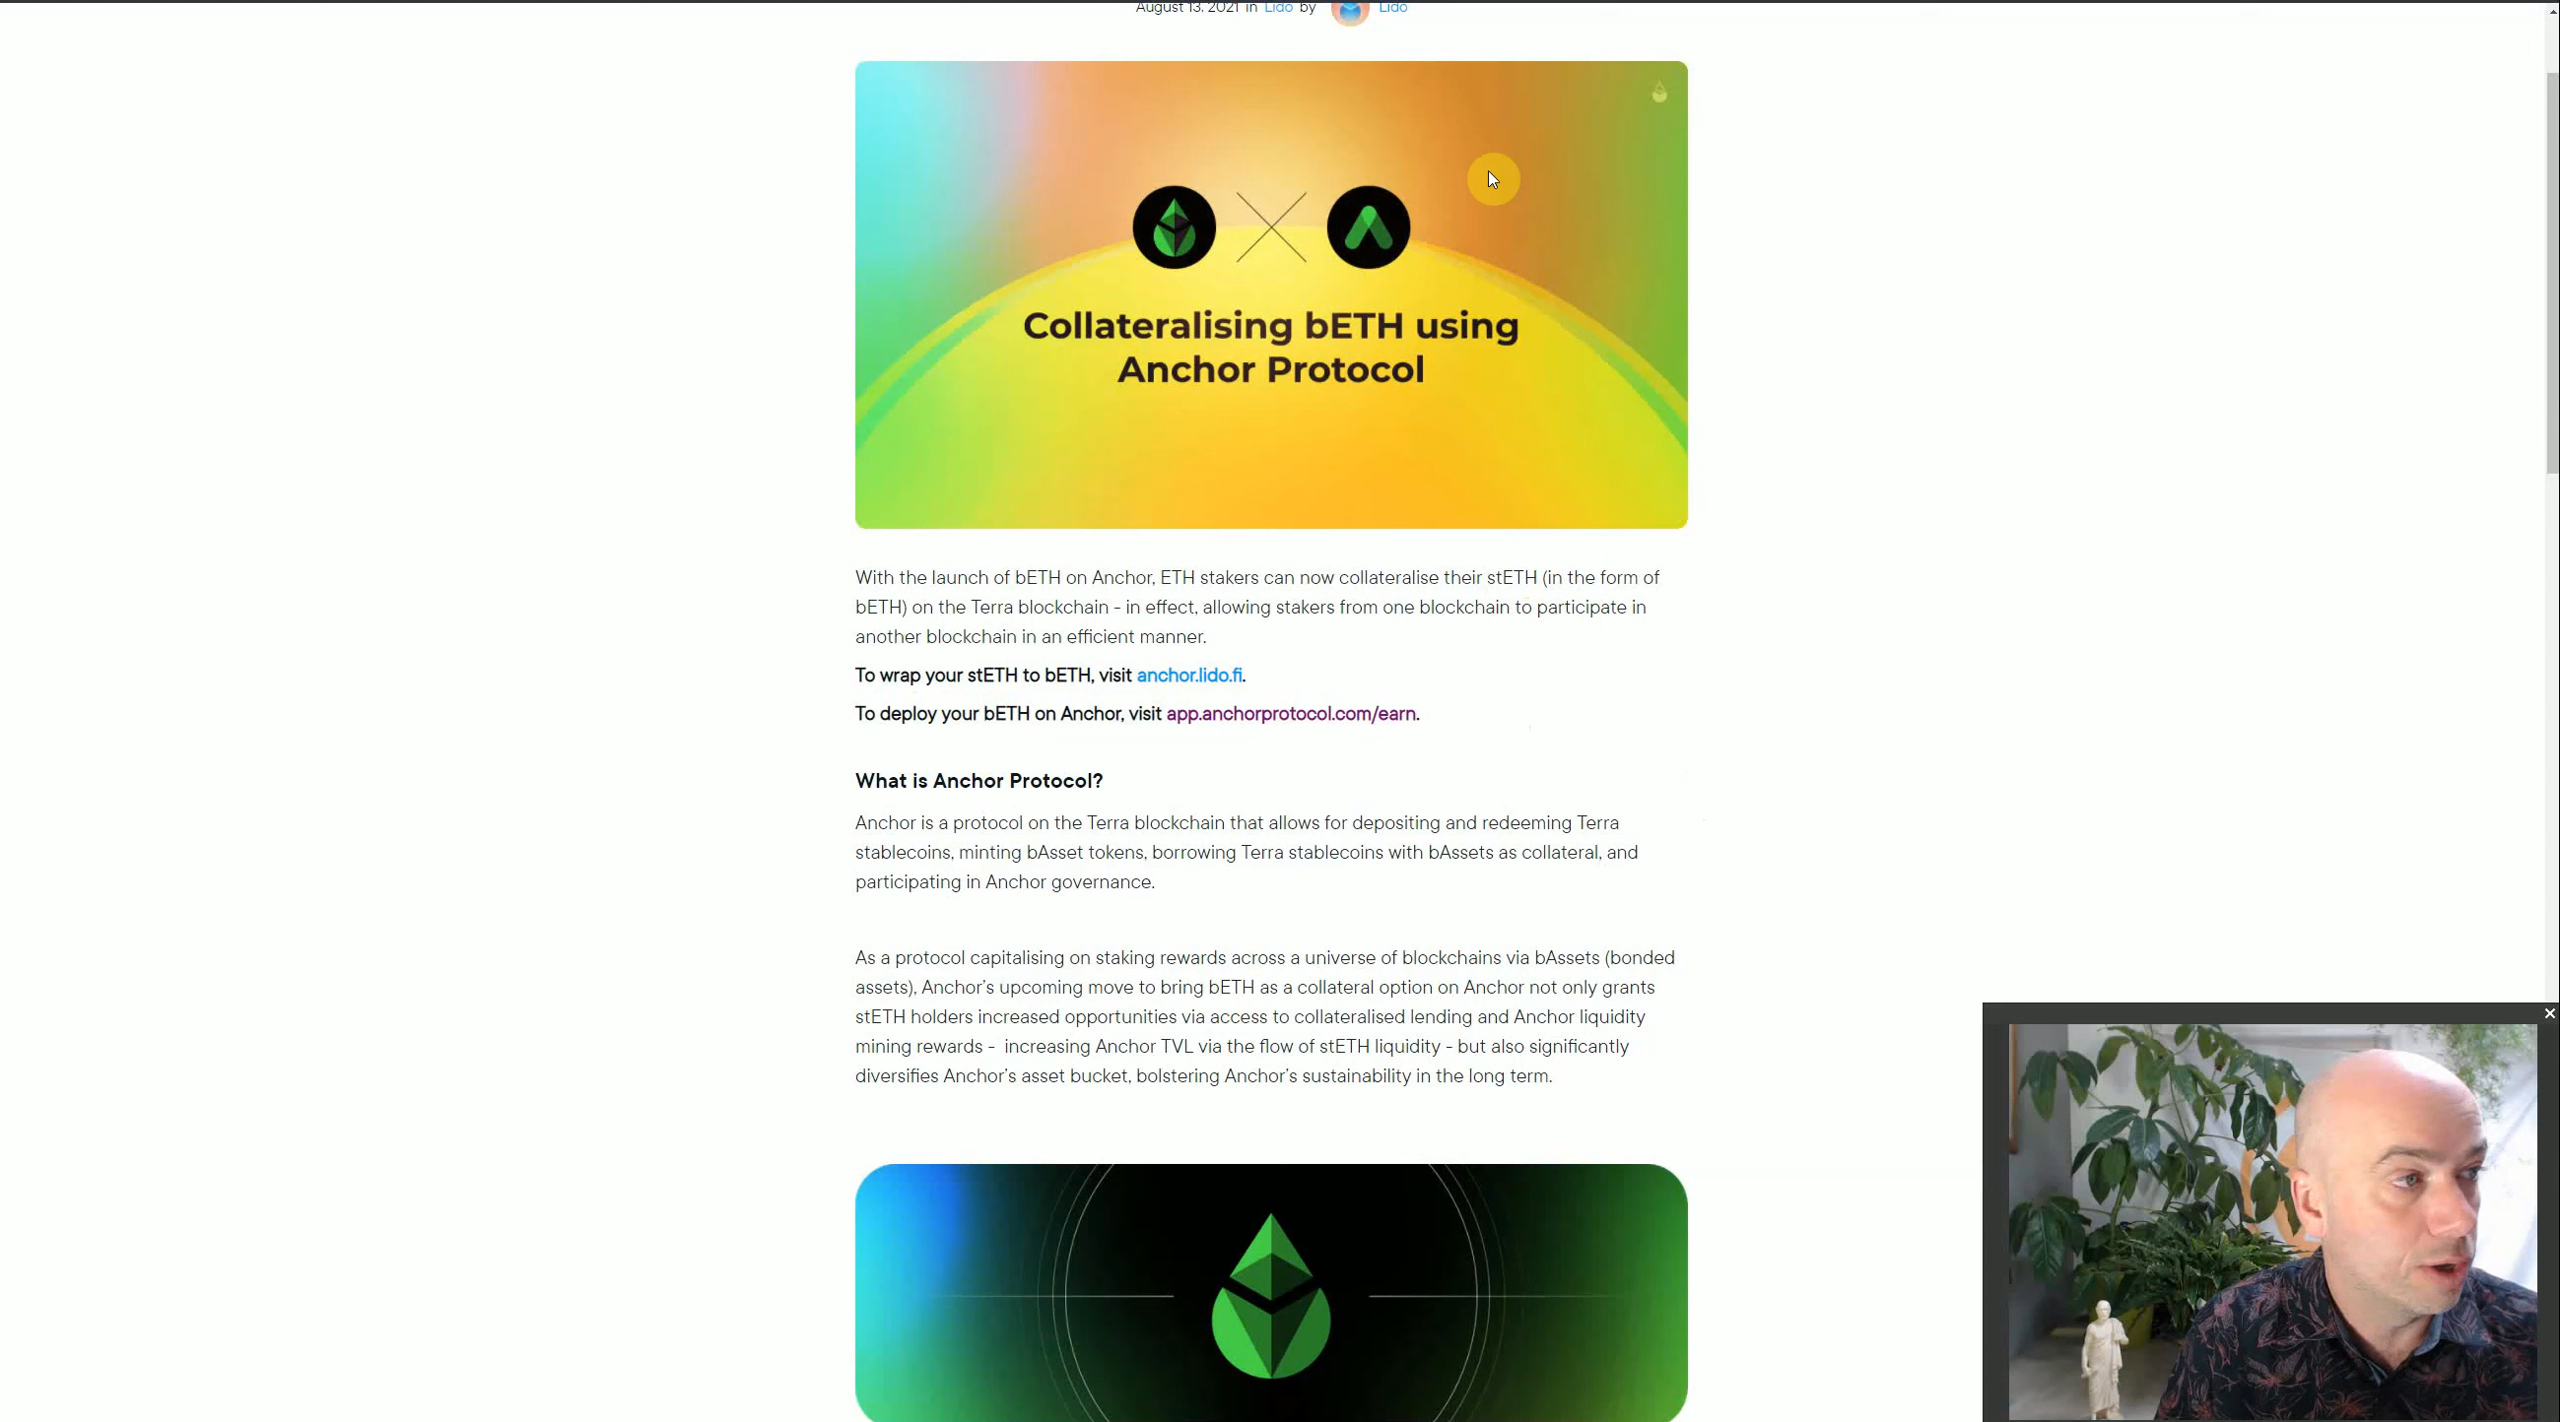 August 13, 2021 in Lido by Lido
Collateralising bETH using
Anchor Protocol
With the launch of bETH on Anchor, ETH stakers can now collateralise their stETH (in the form of
bETH) on the Terra blockchain - in effect, allowing stakers from one blockchain to participate in
another blockchain in an efficient manner.
To wrap your stETH to bETH, visit anchor.lido.fi.
To deploy your bETH on Anchor, visit app.anchorprotocol.com/earn.
What is Anchor Protocol?
Anchor is a protocol on the Terra blockchain that allows for depositing and redeeming Terra
stablecoins, minting bAsset tokens, borrowing Terra stablecoins with bAssets as collateral, and
participating in Anchor governance.
As a protocol capitalising on staking rewards across a universe of blockchains via bAssets (bonded
assets), Anchor's upcoming move to bring bETH as a collateral option on Anchor not only grants
stETH holders increased opportunities via access to collateralised lending and Anchor liquidity
mining rewards - increasing Anchor TVL via the flow of stETH liquidity - but also significantly
diversifies Anchor's asset bucket, bolstering Anchor's sustainability in the long term.